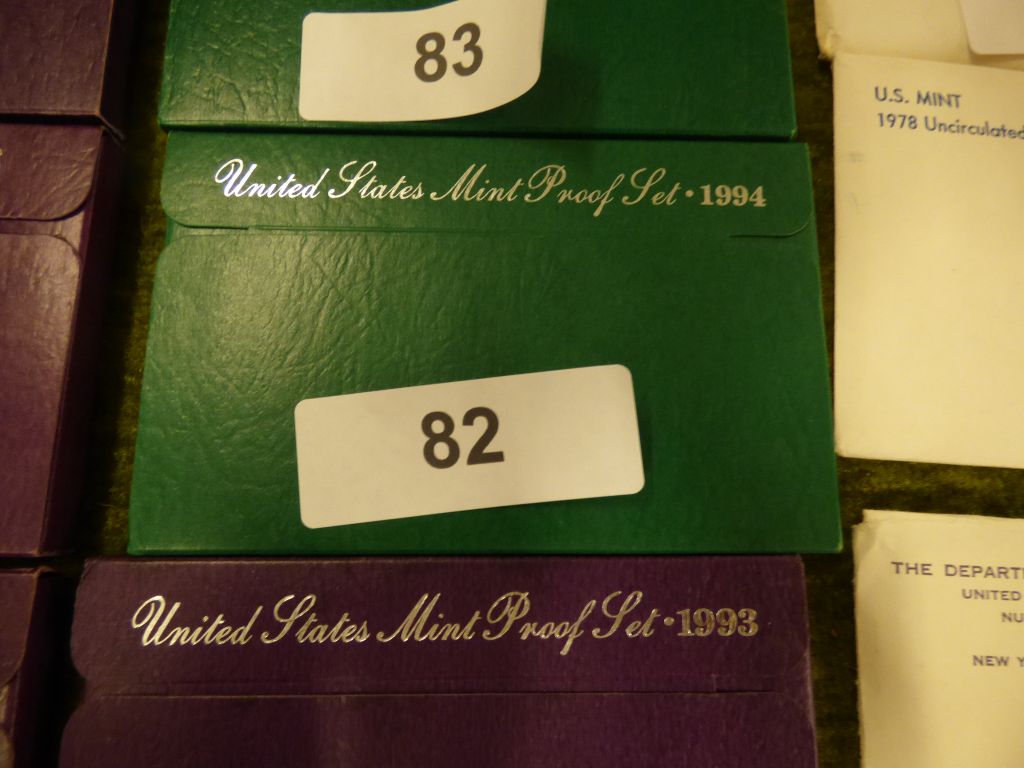 83
United States Mint Proof Set · 1994
82
United States Mint Proof Set · 1993
U.S. MINT
1978 Uncirculated
THE
UNITED
NEW